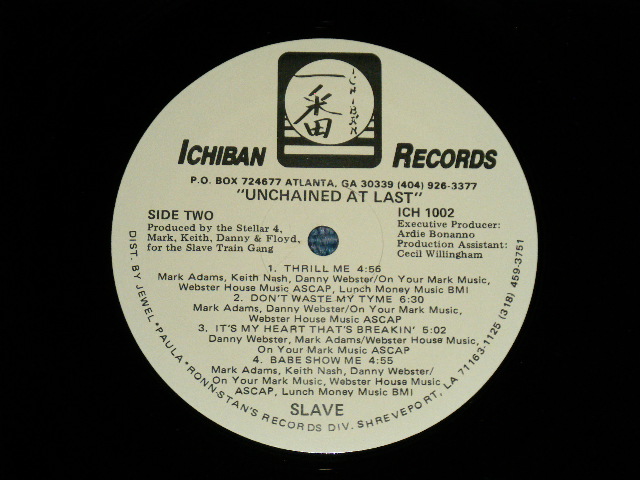 一番
ICHIBAN
ICHIBAN RECORDS
P.O. BOX 724677 ATLANTA, GA 30339 (404) 926-3377
"UNCHAINED AT LAST"
SIDE TWO
Produced by the Stellar 4,
Mark, Keith, Danny & Floyd,
for the Slave Train Gang
ICH 1002
Executive Producer:
Ardie Bonanno
Production Assistant:
Cecil Willingham
1. THRILL ME 4:56
Mark Adams, Keith Nash, Danny Webster/On Your Mark Music,
Webster House Music ASCAP, Lunch Money Music BMI
2. DON'T WASTE MY TYME 6:30
Mark Adams, Danny Webster/On Your Mark Music,
Webster House Music ASCAP
3. IT'S MY HEART THAT'S BREAKIN' 5:02
Danny Webster, Mark Adams/Webster House Music,
On Your Mark Music ASCAP
4. BABE SHOW ME 4:55
Mark Adams, Keith Nash, Danny Webster/
On Your Mark Music, Webster House Music
ASCAP, Lunch Money Music BMI
SLAVE
DIST. BY JEWEL•PAULA•RONN-STAN'S RECORDS DIV. SHREVEPORT, LA 71163-1125 (318) 459-3751